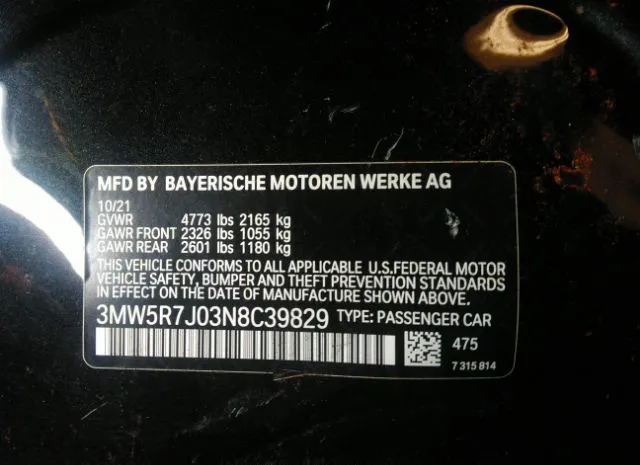 MFD BY BAYERISCHE MOTOREN WERKE AG
10/21
GVWR 4773 lbs 2165 kg
GAWR FRONT 2326 lbs 1055 kg
GAWR REAR 2601 lbs 1180 kg
THIS VEHICLE CONFORMS TO ALL APPLICABLE U.S.FEDERAL MOTOR
VEHICLE SAFETY, BUMPER AND THEFT PREVENTION STANDARDS
IN EFFECT ON THE DATE OF MANUFACTURE SHOWN ABOVE.
3MW5R7J03N8C39829 TYPE: PASSENGER CAR
475
7 315 814